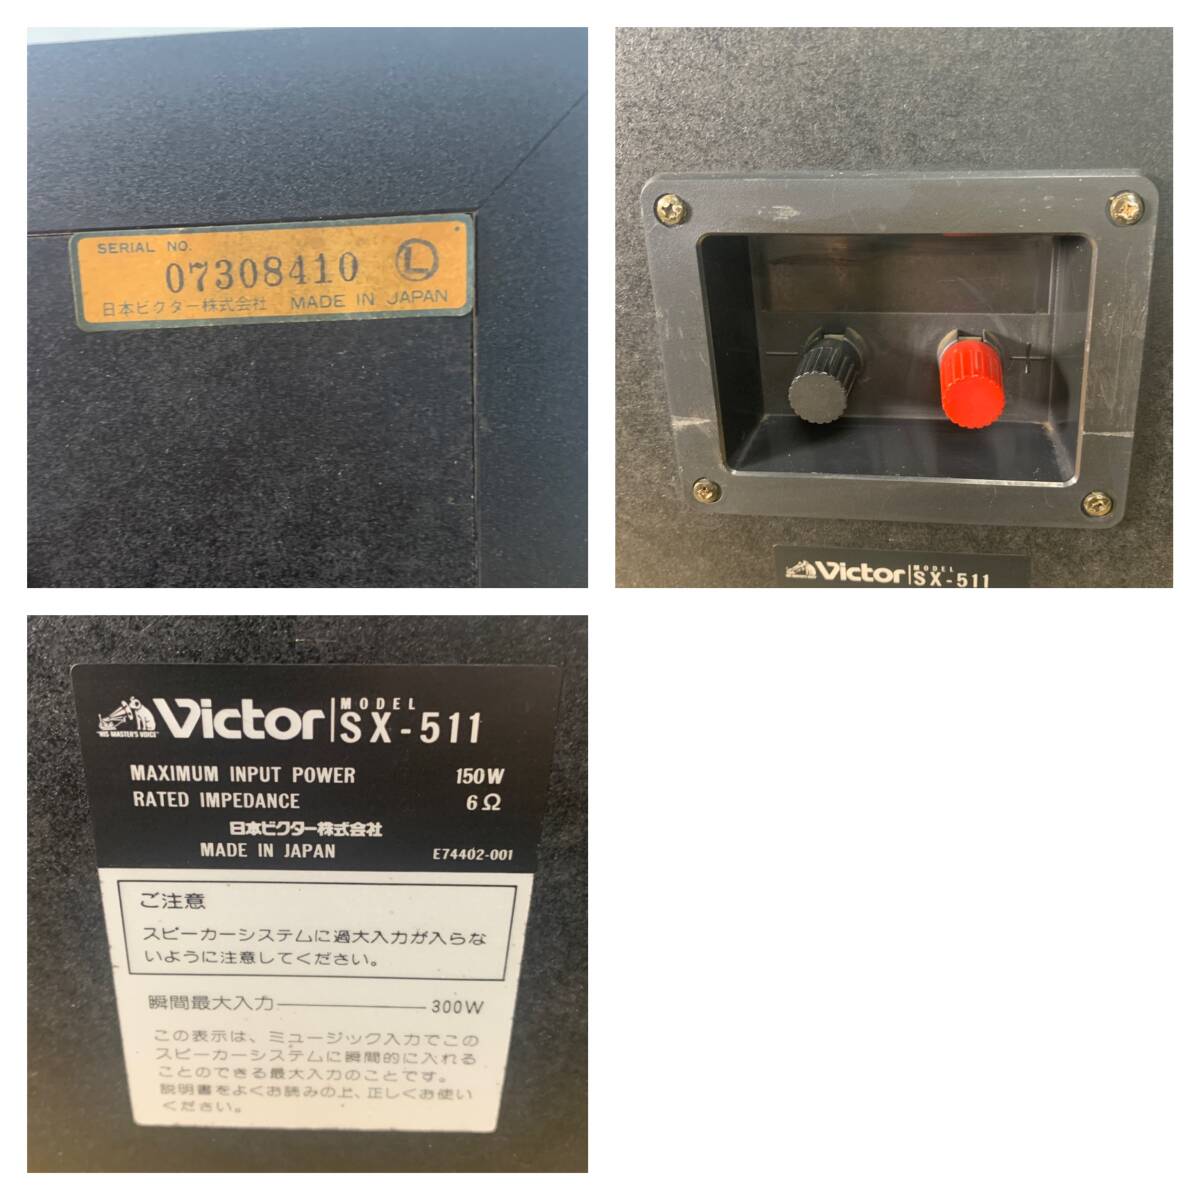 SERIAL NO.
07308410 L
日本ビクター株式会社 MADE IN JAPAN
− +
Victor MODEL SX-511
"HIS MASTER'S VOICE"
Victor MODEL SX-511
MAXIMUM INPUT POWER 150W
RATED IMPEDANCE 6Ω
日本ビクター株式会社
MADE IN JAPAN E74402-001
ご注意
スピーカーシステムに過大入力が入らな
いように注意してください。
瞬間最大入力 300W
この表示は、ミュージック入力でこの
スピーカーシステムに瞬間的に入れる
ことのできる最大入力のことです。
説明書をよくお読みの上、正しくお使い
ください。